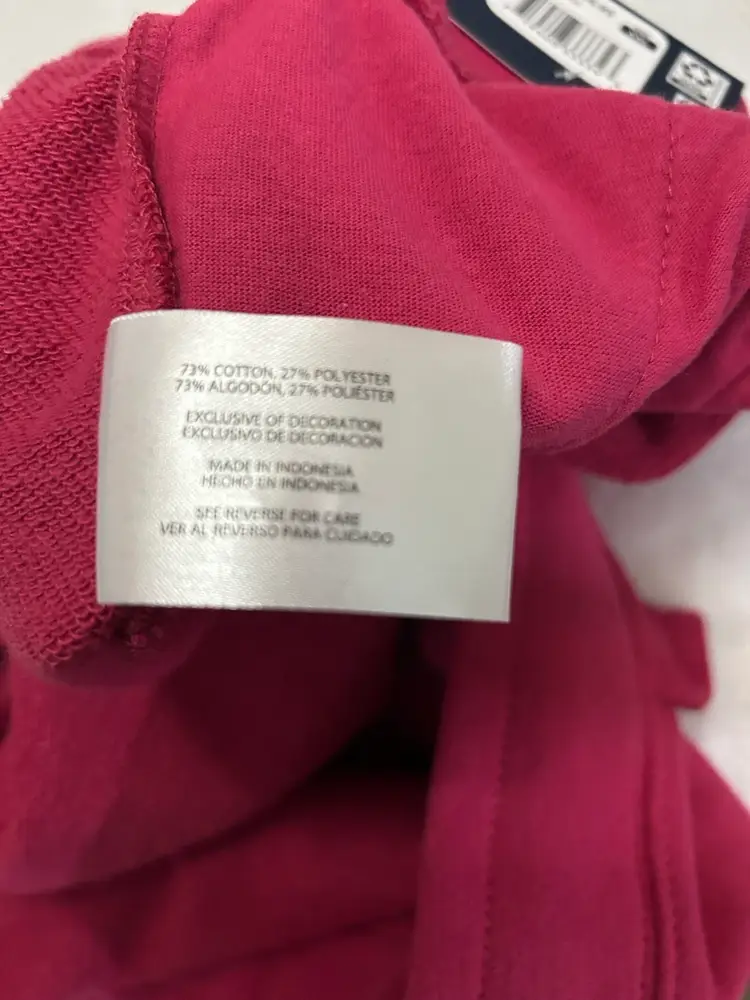 73% COTTON, 27% POLYESTER
73% ALGODÓN, 27% POLIÉSTER
EXCLUSIVE OF DECORATION
EXCLUSIVO DE DECORACIÓN
MADE IN INDONESIA
HECHO EN INDONESIA
SEE REVERSE FOR CARE
VER AL REVERSO PARA CUIDADO